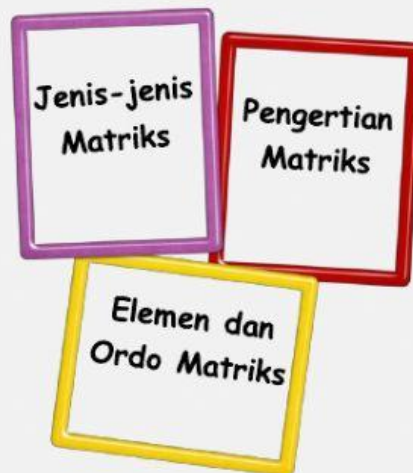 Jenis-jenis
Matriks
Pengertian
Matriks
Elemen dan
Ordo Matriks